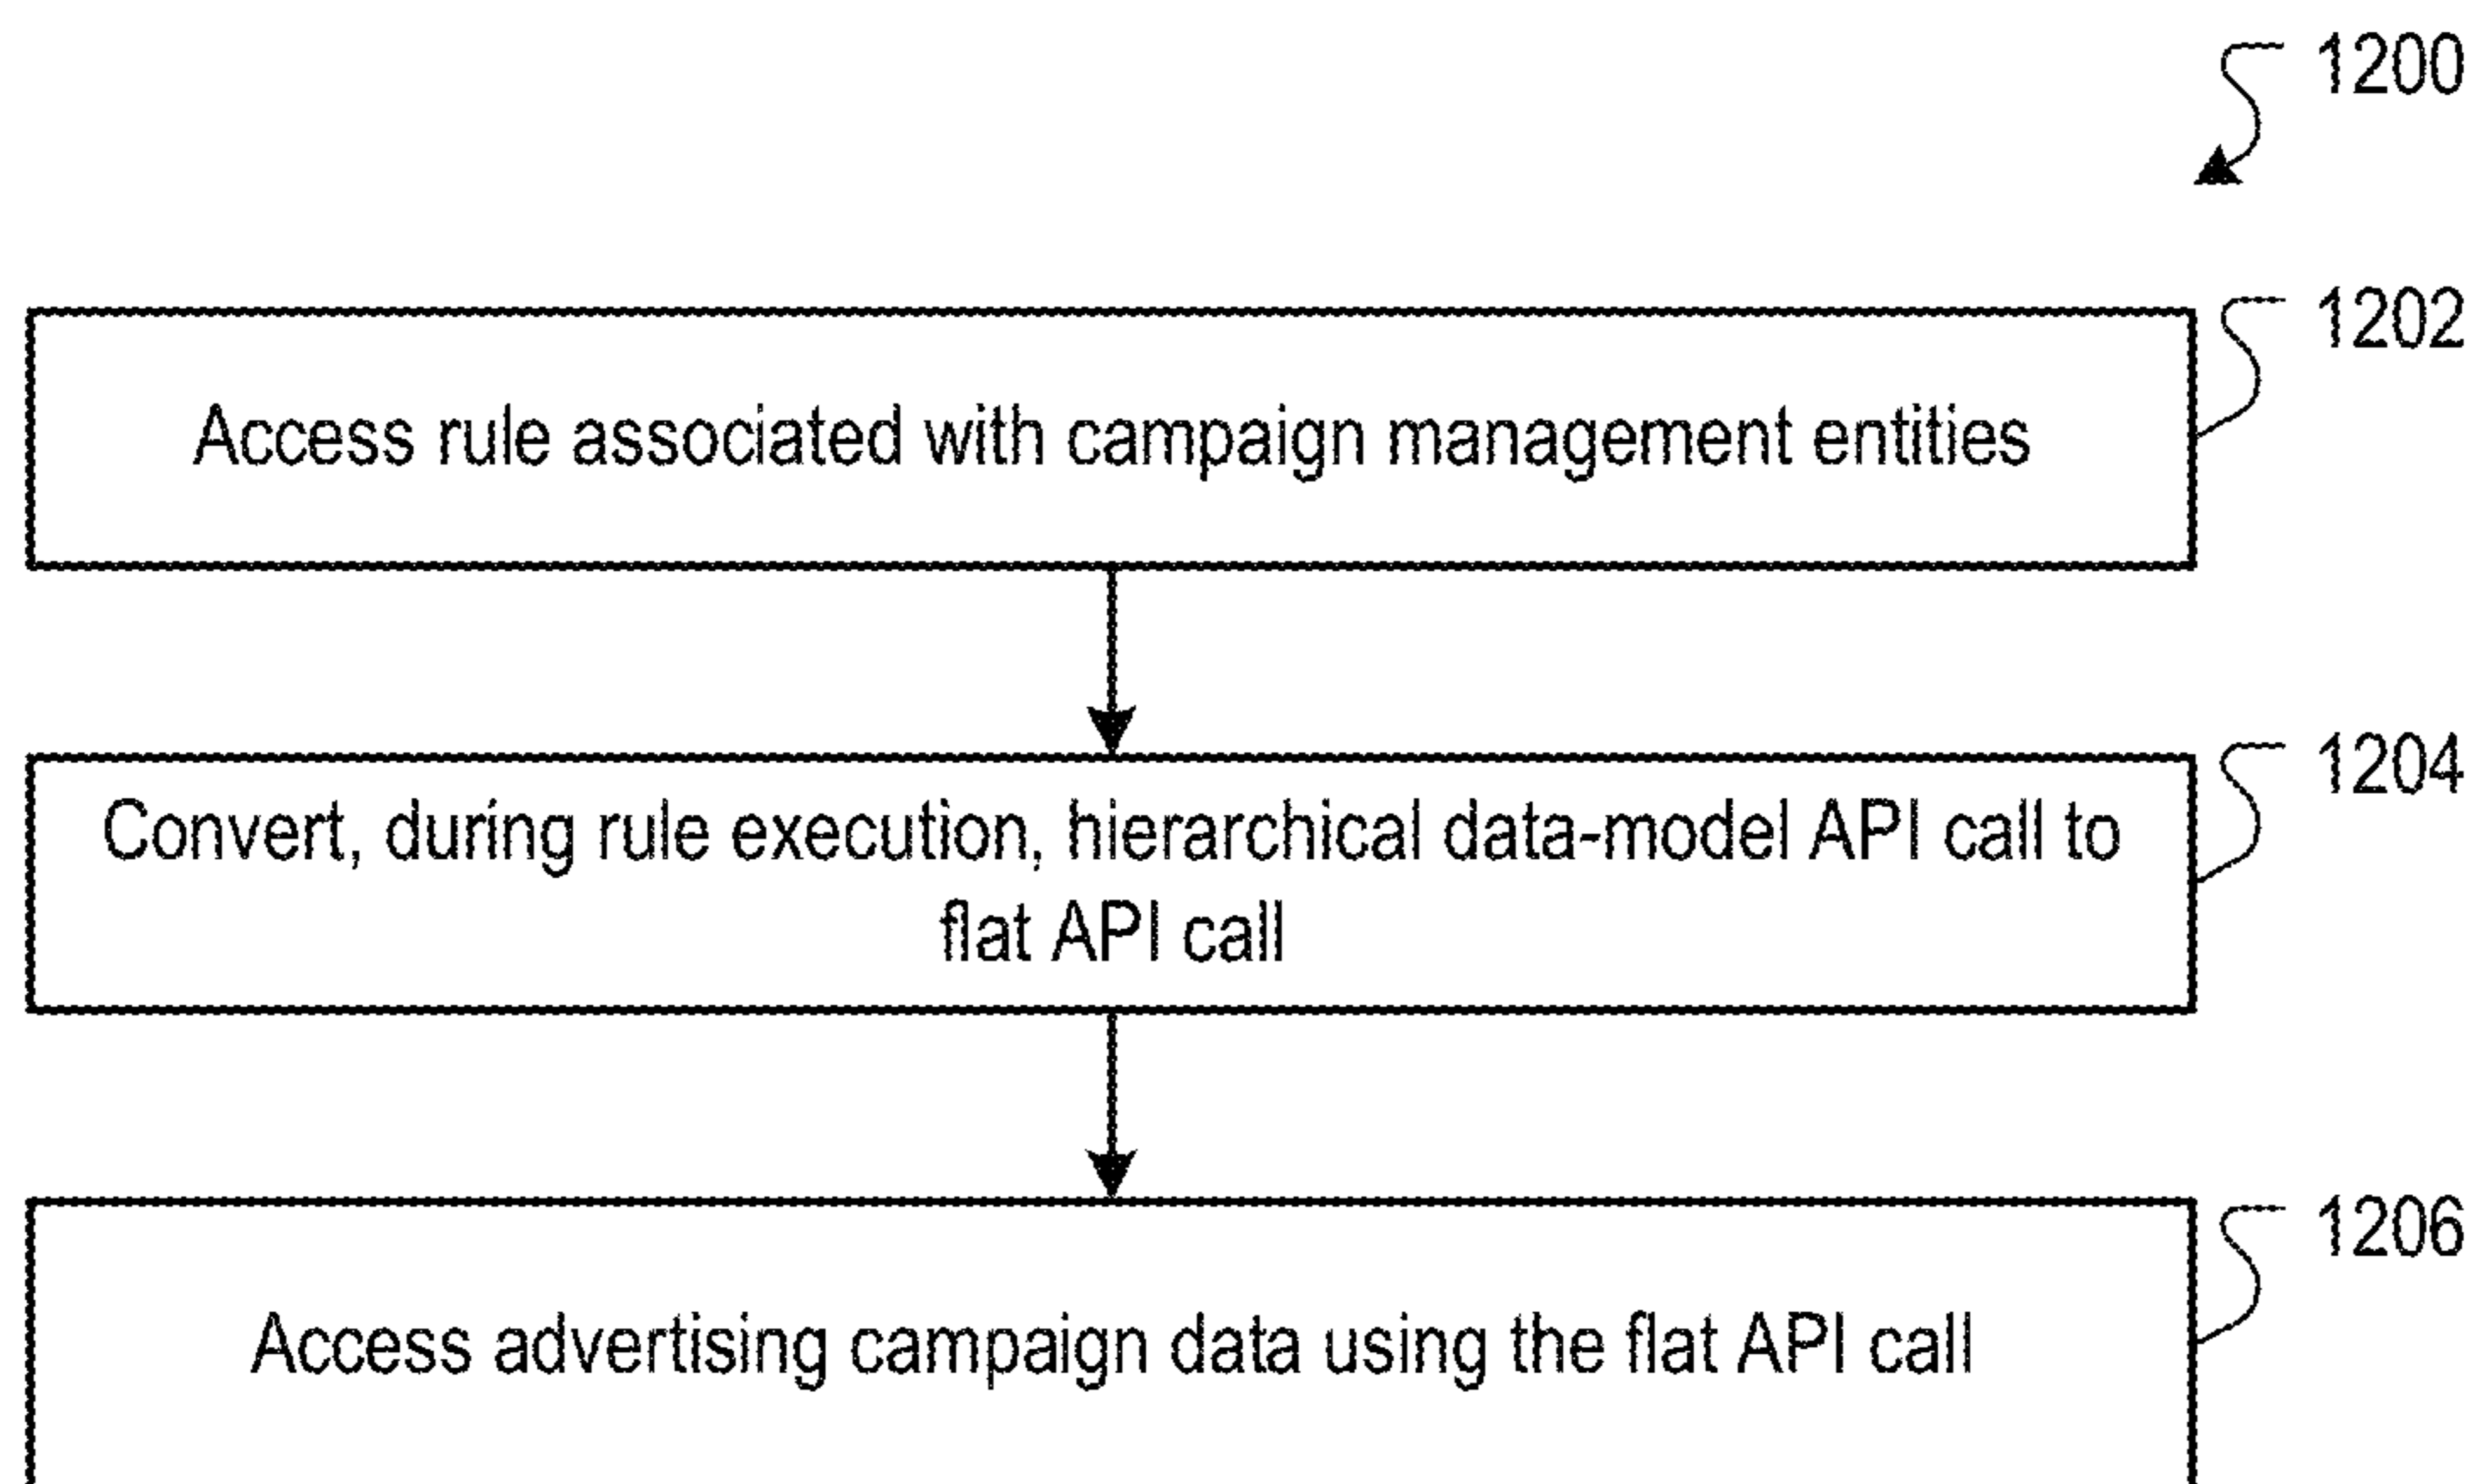 1200
1202
Access rule associated with campaign management entities
1204
Convert, during rule execution, hierarchical data-model API call to
flat API call
1206
Access advertising campaign data using the flat API call